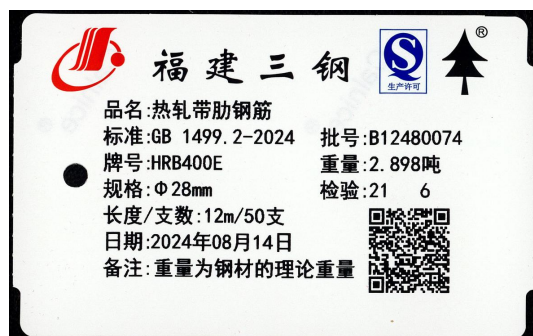 福建三钢
生产许可
®
品名:热轧带肋钢筋
标准:GB 1499.2-2024 批号:B12480074
牌号:HRB400E 重量:2.898吨
规格:Φ28mm 检验:21 6
长度/支数:12m/50支
日期:2024年08月14日
备注:重量为钢材的理论重量